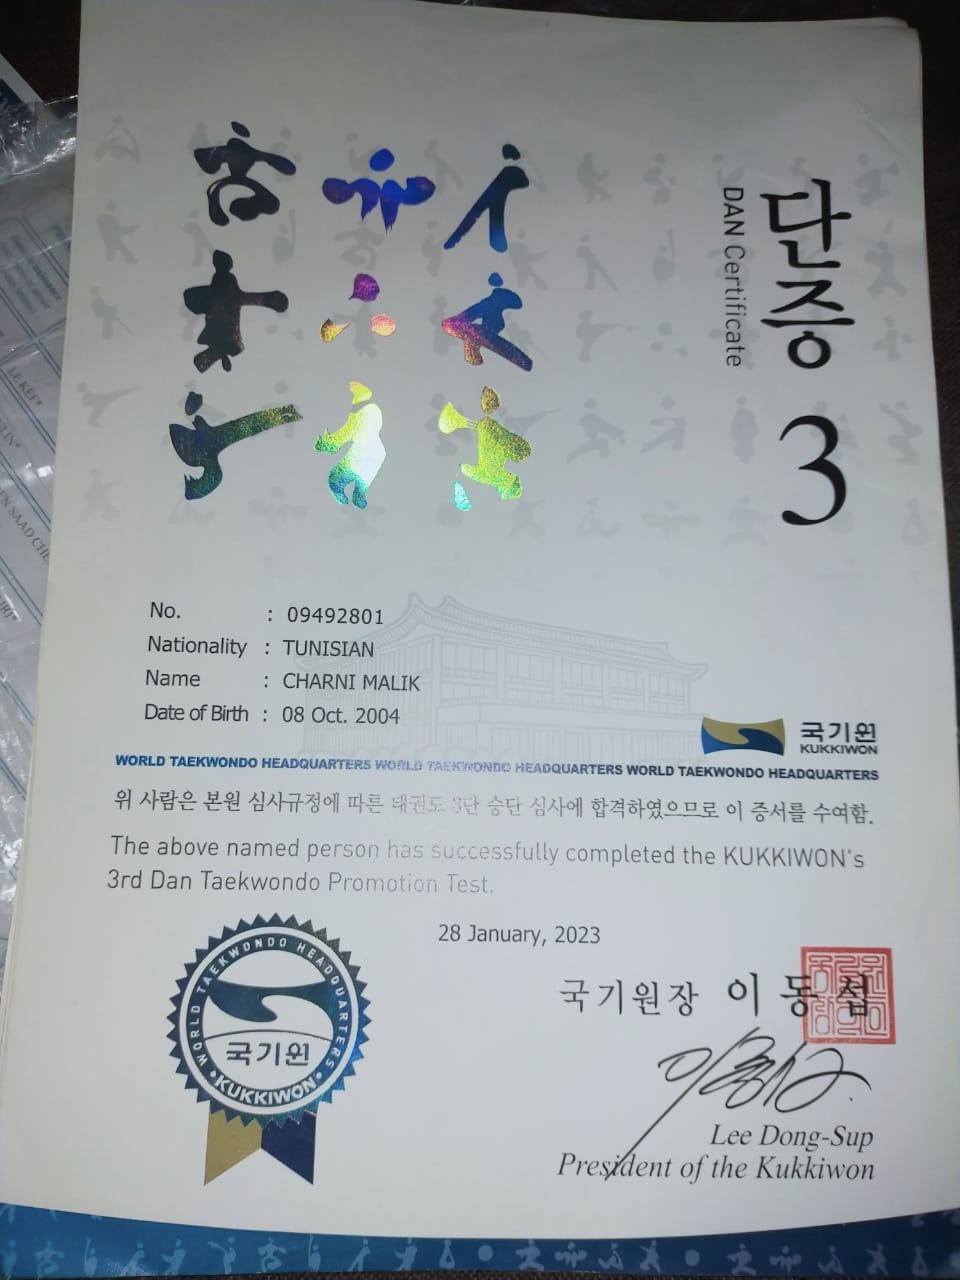 단증
DAN Certificate
3
No. : 09492801
Nationality : TUNISIAN
Name : CHARNI MALIK
Date of Birth : 08 Oct. 2004
국기원
KUKKIWON
WORLD TAEKWONDO HEADQUARTERS WORLD TAEKWONDO HEADQUARTERS WORLD TAEKWONDO HEADQUARTERS
위 사람은 본원 심사규정에 따른 태권도 3단 승단 심사에 합격하였으므로 이 증서를 수여함.
The above named person has successfully completed the KUKKIWON's
3rd Dan Taekwondo Promotion Test.
28 January, 2023
WORLD TAEKWONDO HEADQUARTERS
국기원
•KUKKIWON•
국기원장 이동섭
Lee Dong-Sup
President of the Kukkiwon
LE KEF*